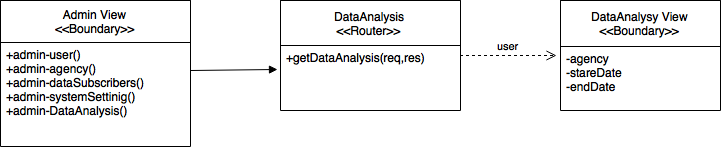 Admin View
<<Boundary>>
+admin-user()
+admin-agency()
+admin-dataSubscribers()
+admin-systemSettinig()
+admin-DataAnalysis()
DataAnalysis
<<Router>>
+getDataAnalysis(req,res)
user
DataAnalysy View
<<Boundary>>
-agency
-stareDate
-endDate